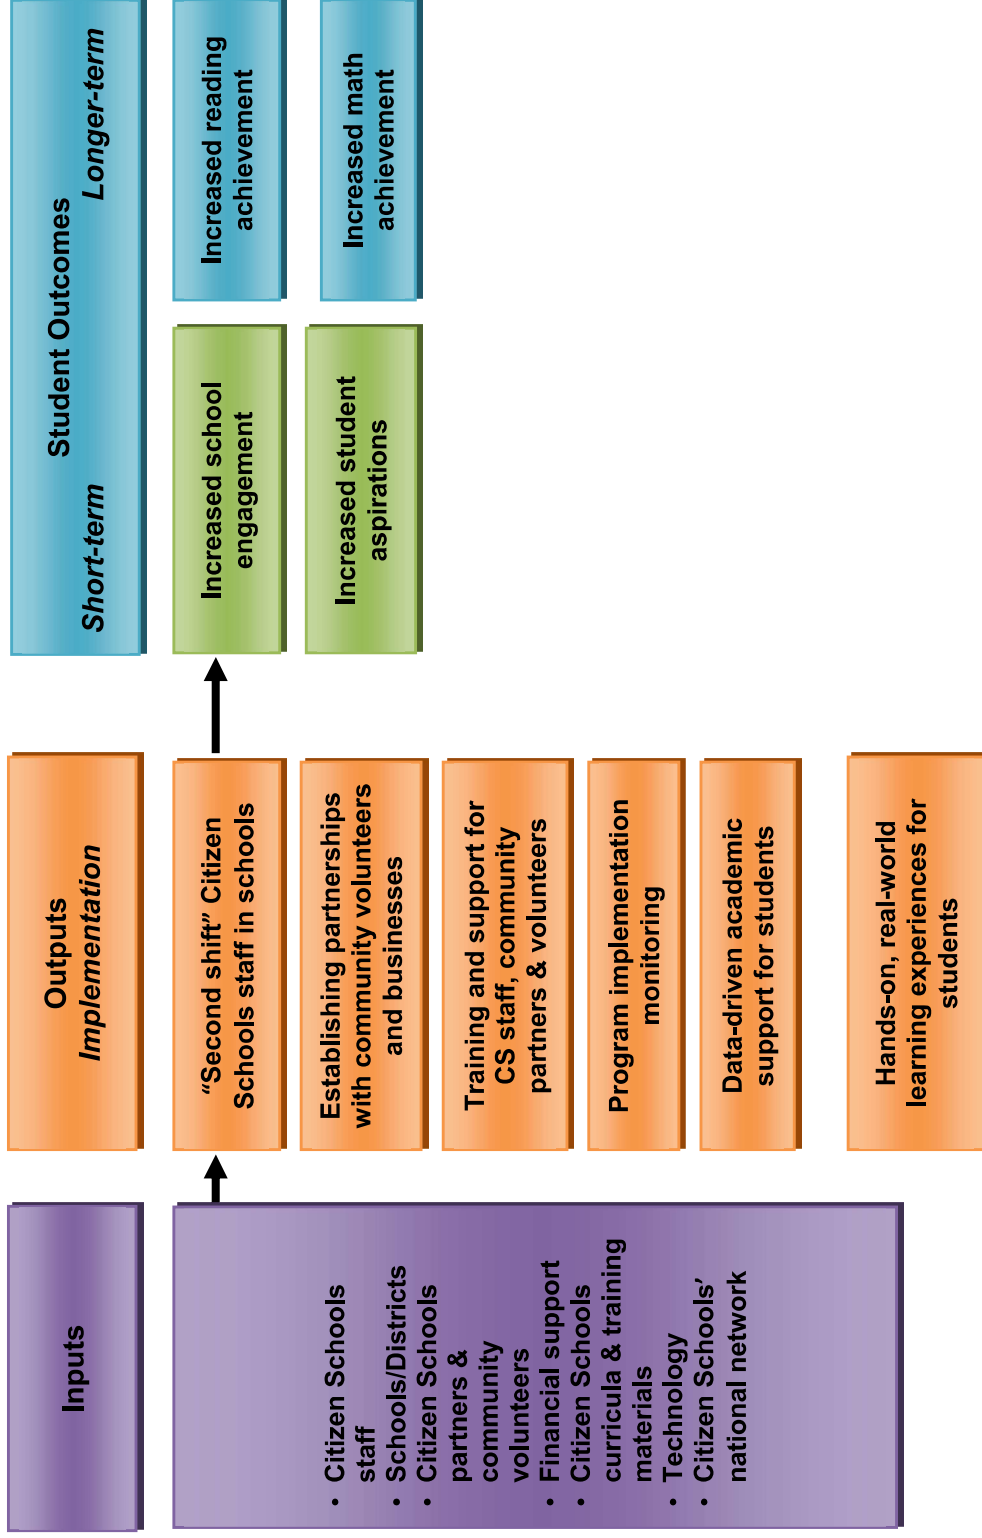 Inputs
• Citizen Schools
staff
• Schools/Districts
• Citizen Schools
partners &
community
volunteers
• Financial support
• Citizen Schools
curricula & training
materials
• Technology
• Citizen Schools’
national network
Outputs
Implementation
“Second shift” Citizen
Schools staff in schools
Establishing partnerships
with community volunteers
and businesses
Training and support for
CS staff, community
partners & volunteers
Program implementation
monitoring
Data-driven academic
support for students
Hands-on, real-world
learning experiences for
students
Student Outcomes
Short-term Longer-term
Increased school
engagement
Increased student
aspirations
Increased reading
achievement
Increased math
achievement